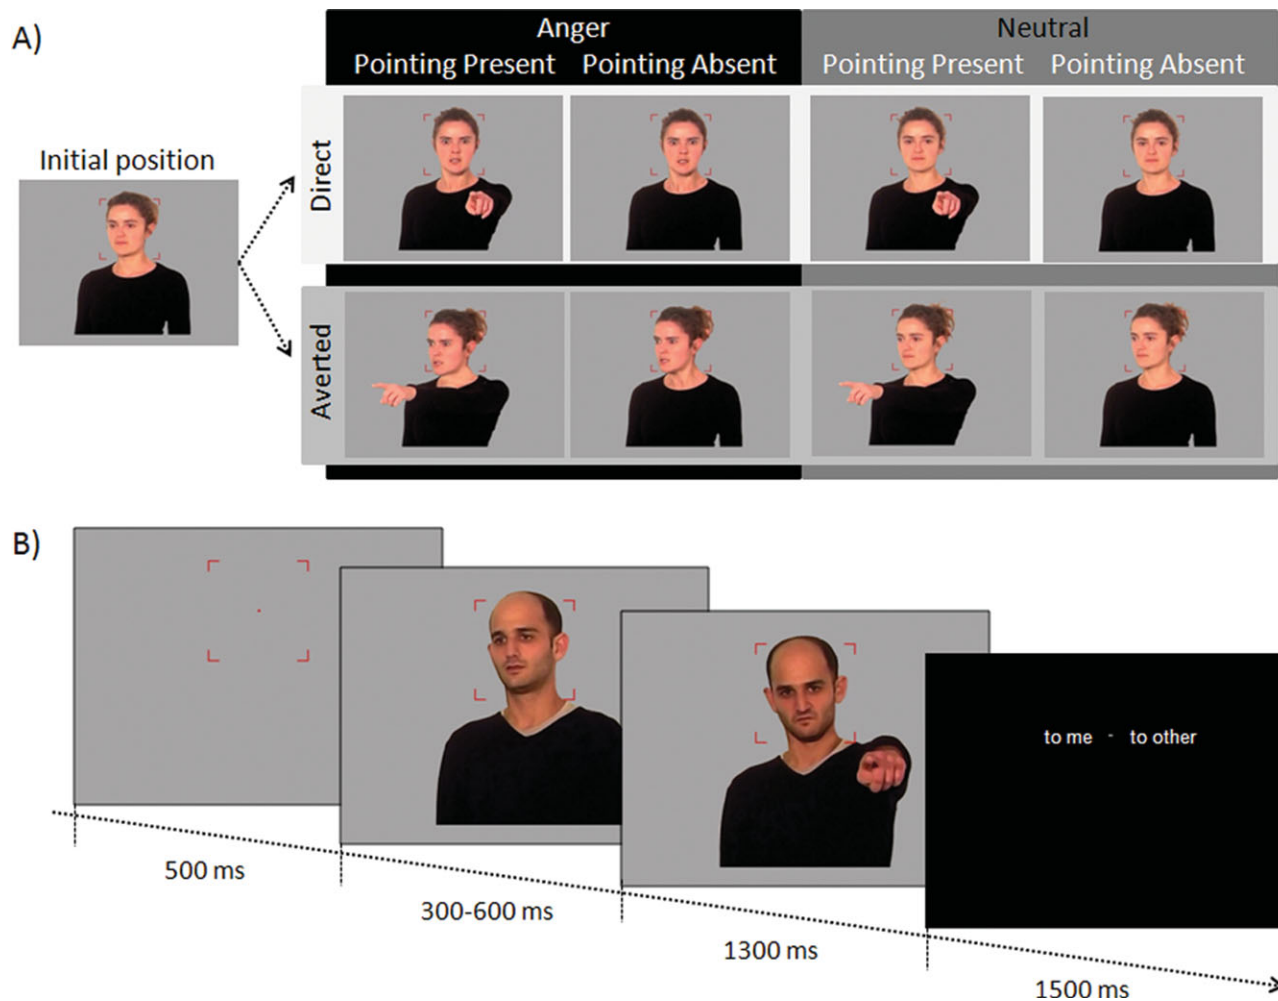 A)
Anger
Neutral
Pointing Present
Pointing Absent
Pointing Present
Pointing Absent
Initial position
Direct
Averted
B)
to me - to other
500 ms
300-600 ms
1300 ms
1500 ms